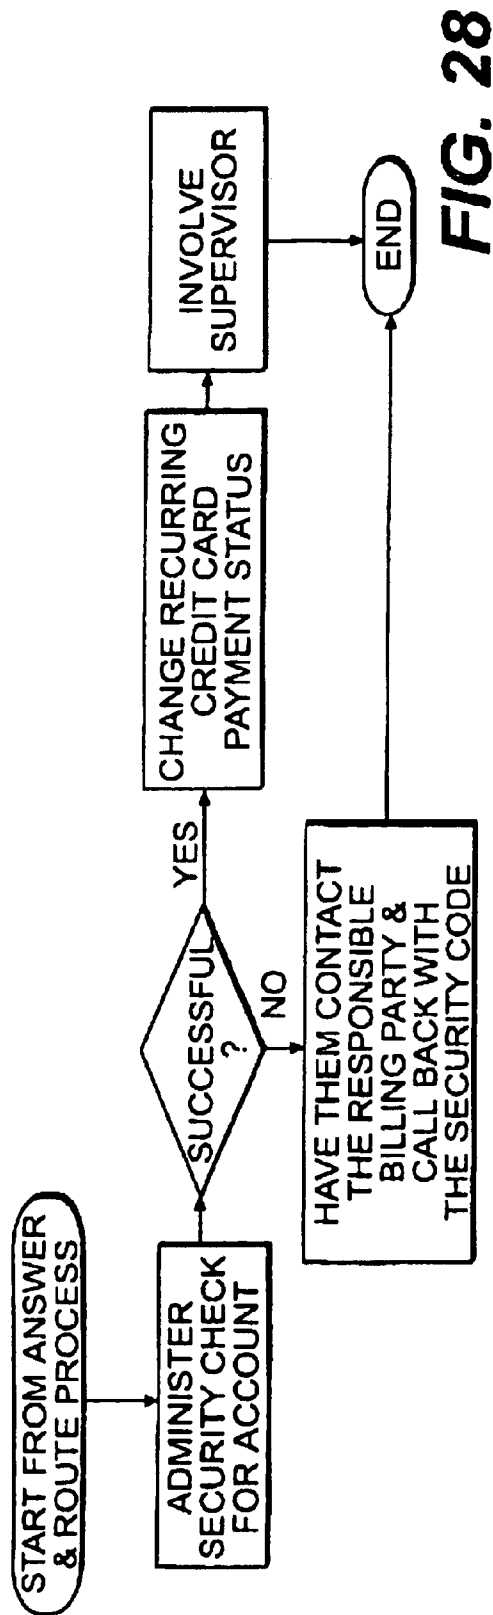 START FROM ANSWER
& ROUTE PROCESS
ADMINISTER
SECURITY CHECK
FOR ACCOUNT
SUCCESSFUL
?
YES
NO
CHANGE RECURRING
CREDIT CARD
PAYMENT STATUS
INVOLVE
SUPERVISOR
HAVE THEM CONTACT
THE RESPONSIBLE
BILLING PARTY &
CALL BACK WITH
THE SECURITY CODE
END
FIG. 28